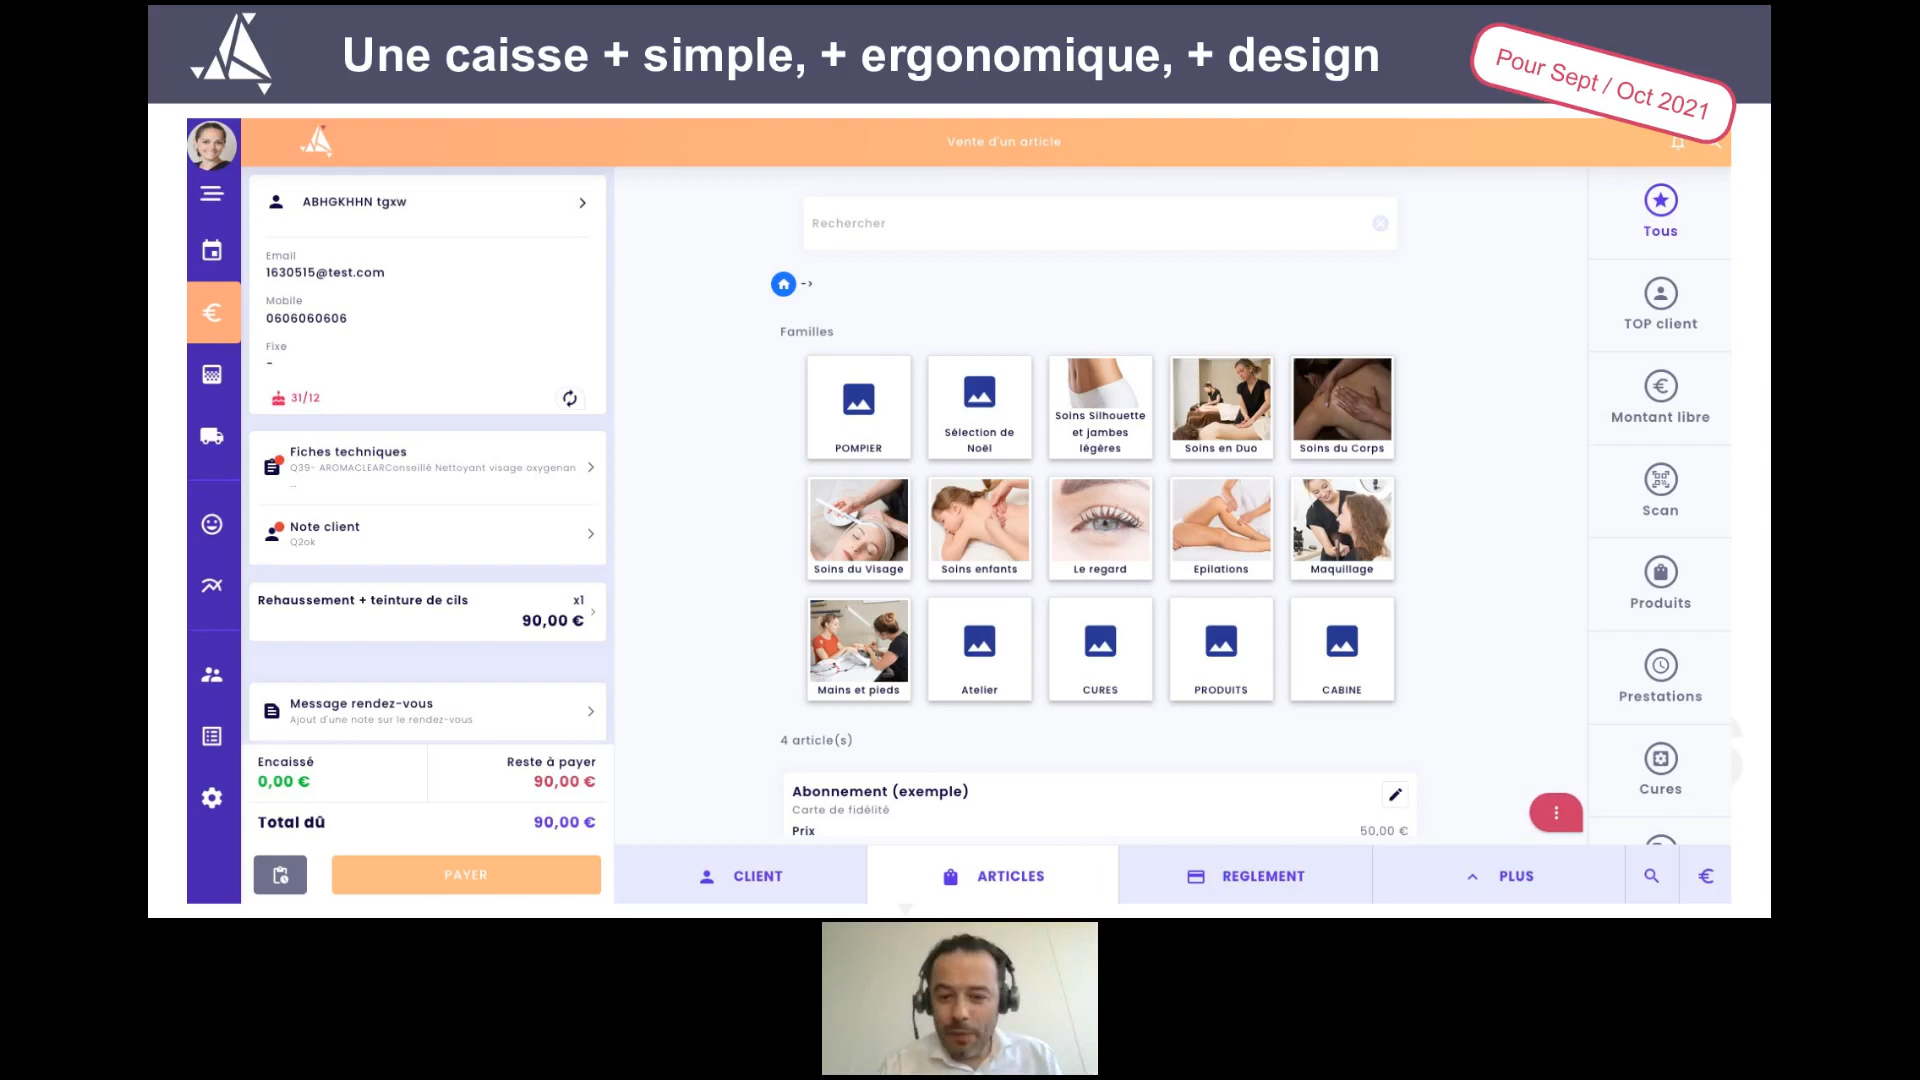 Une caisse + simple, + ergonomique, + design
Pour Sept / Oct 2021
Vente d'un article
ABHGKHHN tgxw
Email
1630515@test.com
Mobile
0606060606
Fixe
-
31/12
Fiches techniques
Q39- AROMACLEARConseillé Nettoyant visage oxygenan
...
Note client
Q2ok
Rehaussement + teinture de cils
x1
90,00 €
Message rendez-vous
Ajout d'une note sur le rendez-vous
Encaissé
0,00 €
Reste à payer
90,00 €
Total dû
90,00 €
PAYER
Rechercher
->
Familles
POMPIER
Sélection de
Noël
Soins Silhouette
et jambes
légères
Soins en Duo
Soins du Corps
Soins du Visage
Soins enfants
Le regard
Epilations
Maquillage
Mains et pieds
Atelier
CURES
PRODUITS
CABINE
4 article(s)
Abonnement (exemple)
Carte de fidélité
Prix
50,00 €
Tous
TOP client
Montant libre
Scan
Produits
Prestations
Cures
CLIENT
ARTICLES
REGLEMENT
PLUS
€